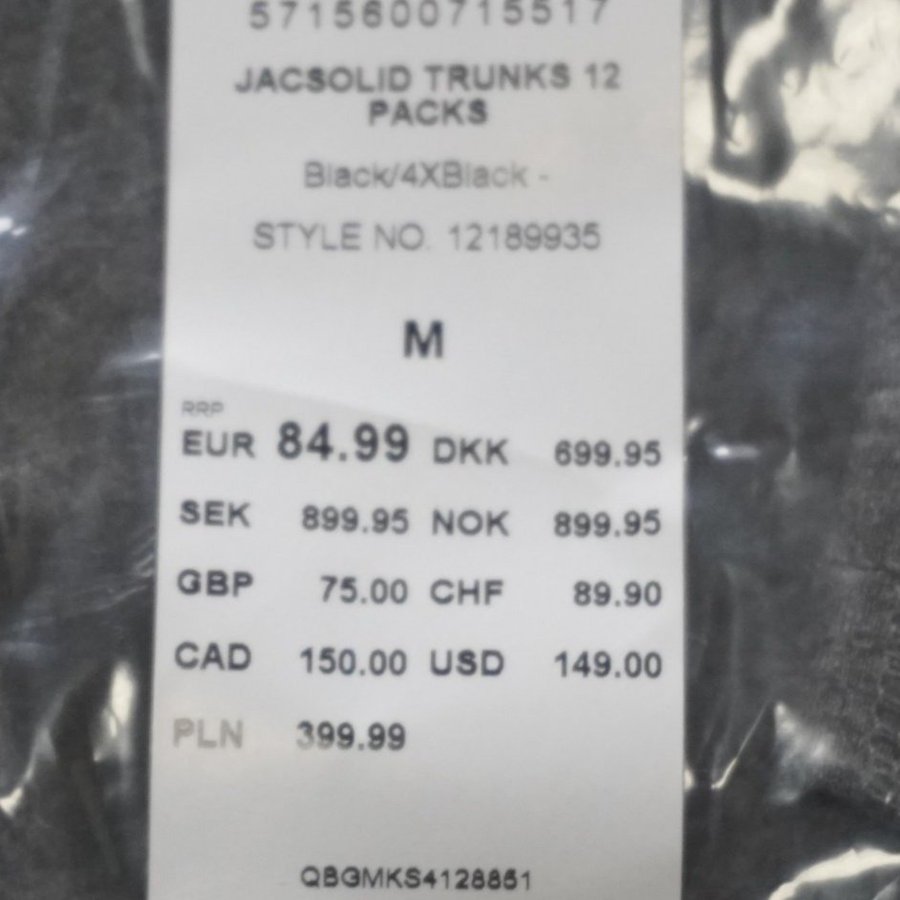 5715600715517
JACSOLID TRUNKS 12
PACKS
Black/4XBlack -
STYLE NO. 12189935
M
RRP
EUR 84.99 DKK 699.95
SEK 899.95 NOK 899.95
GBP 75.00 CHF 89.90
CAD 150.00 USD 149.00
PLN 399.99
QBGMKS4128851